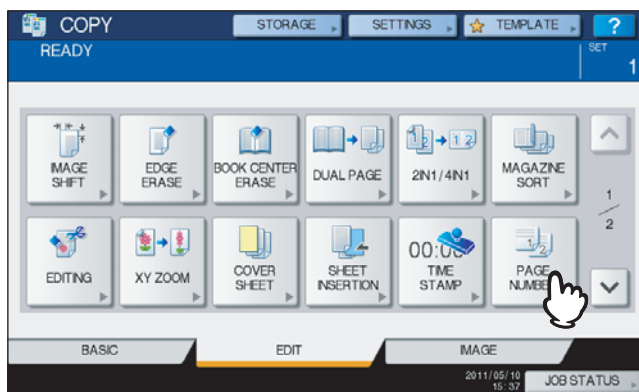 COPY
STORAGE
SETTINGS
TEMPLATE
?
READY
SET
1
IMAGE
SHIFT
EDGE
ERASE
BOOK CENTER
ERASE
DUAL PAGE
2IN1/4IN1
MAGAZINE
SORT
1
2
EDITING
XY ZOOM
COVER
SHEET
SHEET
INSERTION
TIME
STAMP
PAGE
BASIC
EDIT
IMAGE
2011/05/10
15:37
JOB STATUS